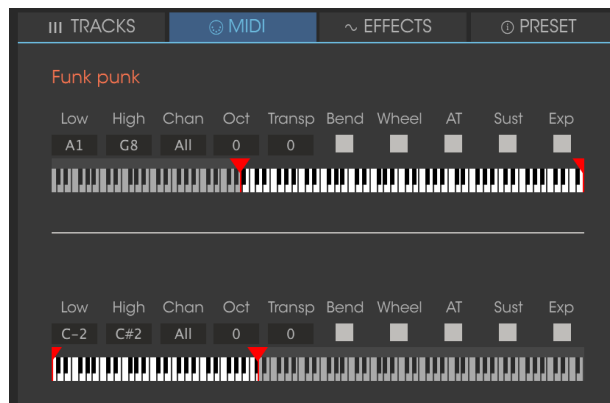 TRACKS MIDI EFFECTS PRESET
Funk punk
Low High Chan Oct Transp Bend Wheel AT Sust Exp
A1 G8 All 0 0
Low High Chan Oct Transp Bend Wheel AT Sust Exp
C-2 C#2 All 0 0